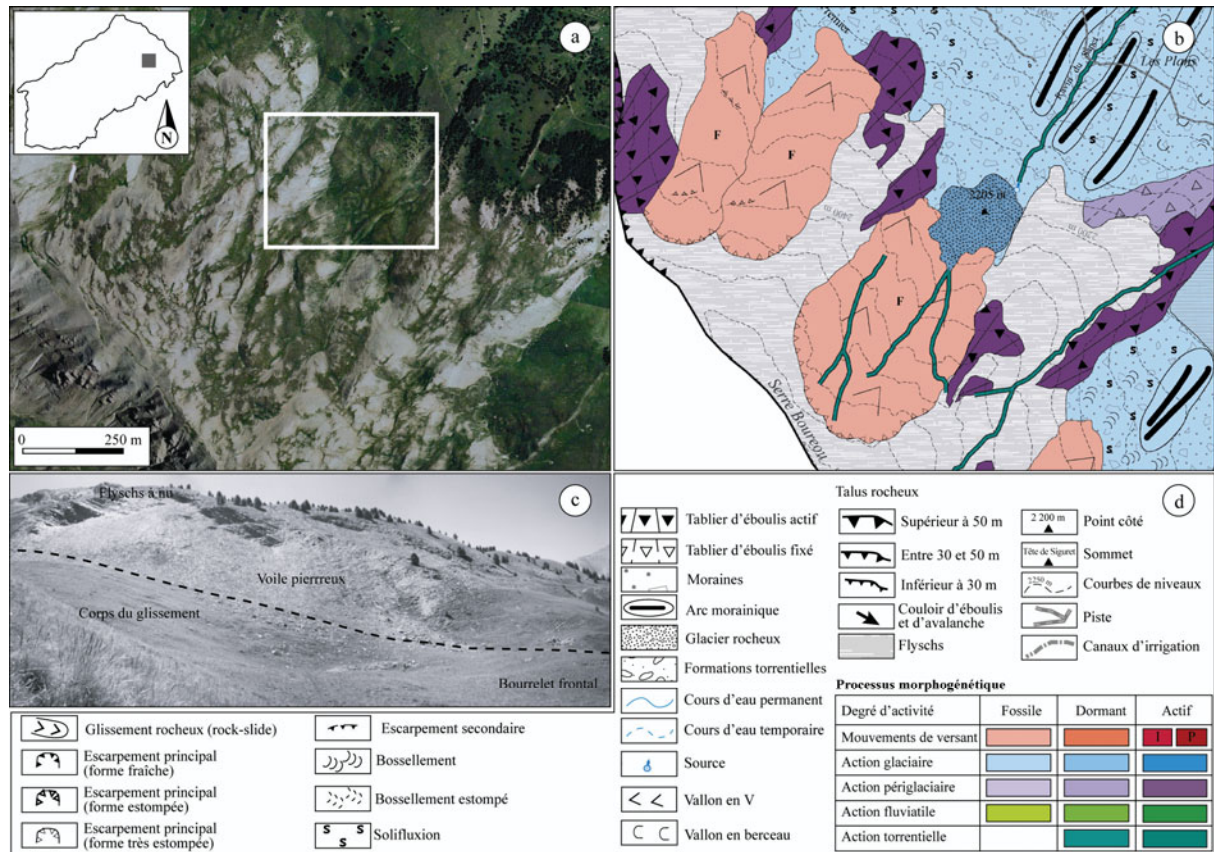 a
N
0 250 m
b
Les Plans
F
F
F
2205 m
2400 m
2300 m
Serre Boureou
S
c
Flyschs à nu
Voile pierrreux
Corps du glissement
Bourrelet frontal
d
Glissement rocheux (rock-slide)
Escarpement principal
(forme fraîche)
Escarpement principal
(forme estompée)
Escarpement principal
(forme très estompée)
Escarpement secondaire
Bossellement
Bossellement estompé
S S
S
Solifluxion
Tablier d'éboulis actif
Tablier d'éboulis fixé
Moraines
Arc morainique
Glacier rocheux
Formations torrentielles
Cours d'eau permanent
Cours d'eau temporaire
Source
Vallon en V
Vallon en berceau
Talus rocheux
Supérieur à 50 m
Entre 30 et 50 m
Inférieur à 30 m
Couloir d'éboulis
et d'avalanche
Flyschs
2 200 m
Point côté
Tête de Siguret
Sommet
2250 m
Courbes de niveaux
Piste
Canaux d'irrigation
Processus morphogénétique
Degré d'activité Fossile Dormant Actif
Mouvements de versant I P
Action glaciaire
Action périglaciaire
Action fluviatile
Action torrentielle